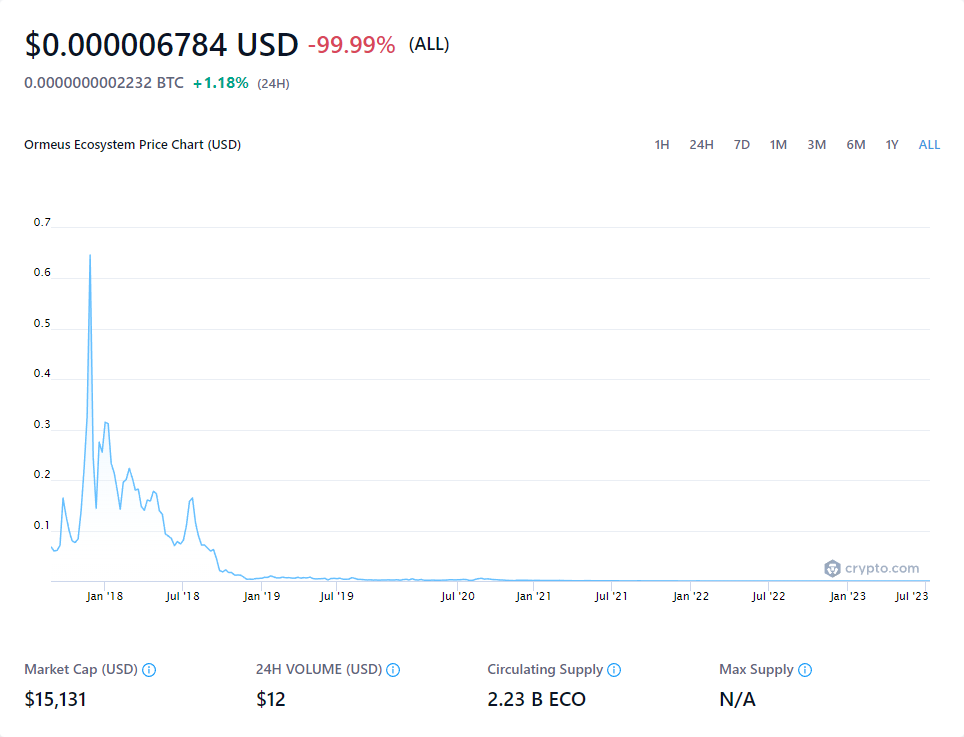 $0.000006784 USD -99.99% (ALL)
0.0000000002232 BTC +1.18% (24H)
Ormeus Ecosystem Price Chart (USD) 1H 24H 7D 1M 3M 6M 1Y ALL
0.7
0.6
0.5
0.4
0.3
0.2
0.1
crypto.com
Jan '18 Jul '18 Jan '19 Jul '19 Jul '20 Jan '21 Jul '21 Jan '22 Jul '22 Jan '23 Jul '23
Market Cap (USD) 24H VOLUME (USD) Circulating Supply Max Supply
$15,131 $12 2.23 B ECO N/A